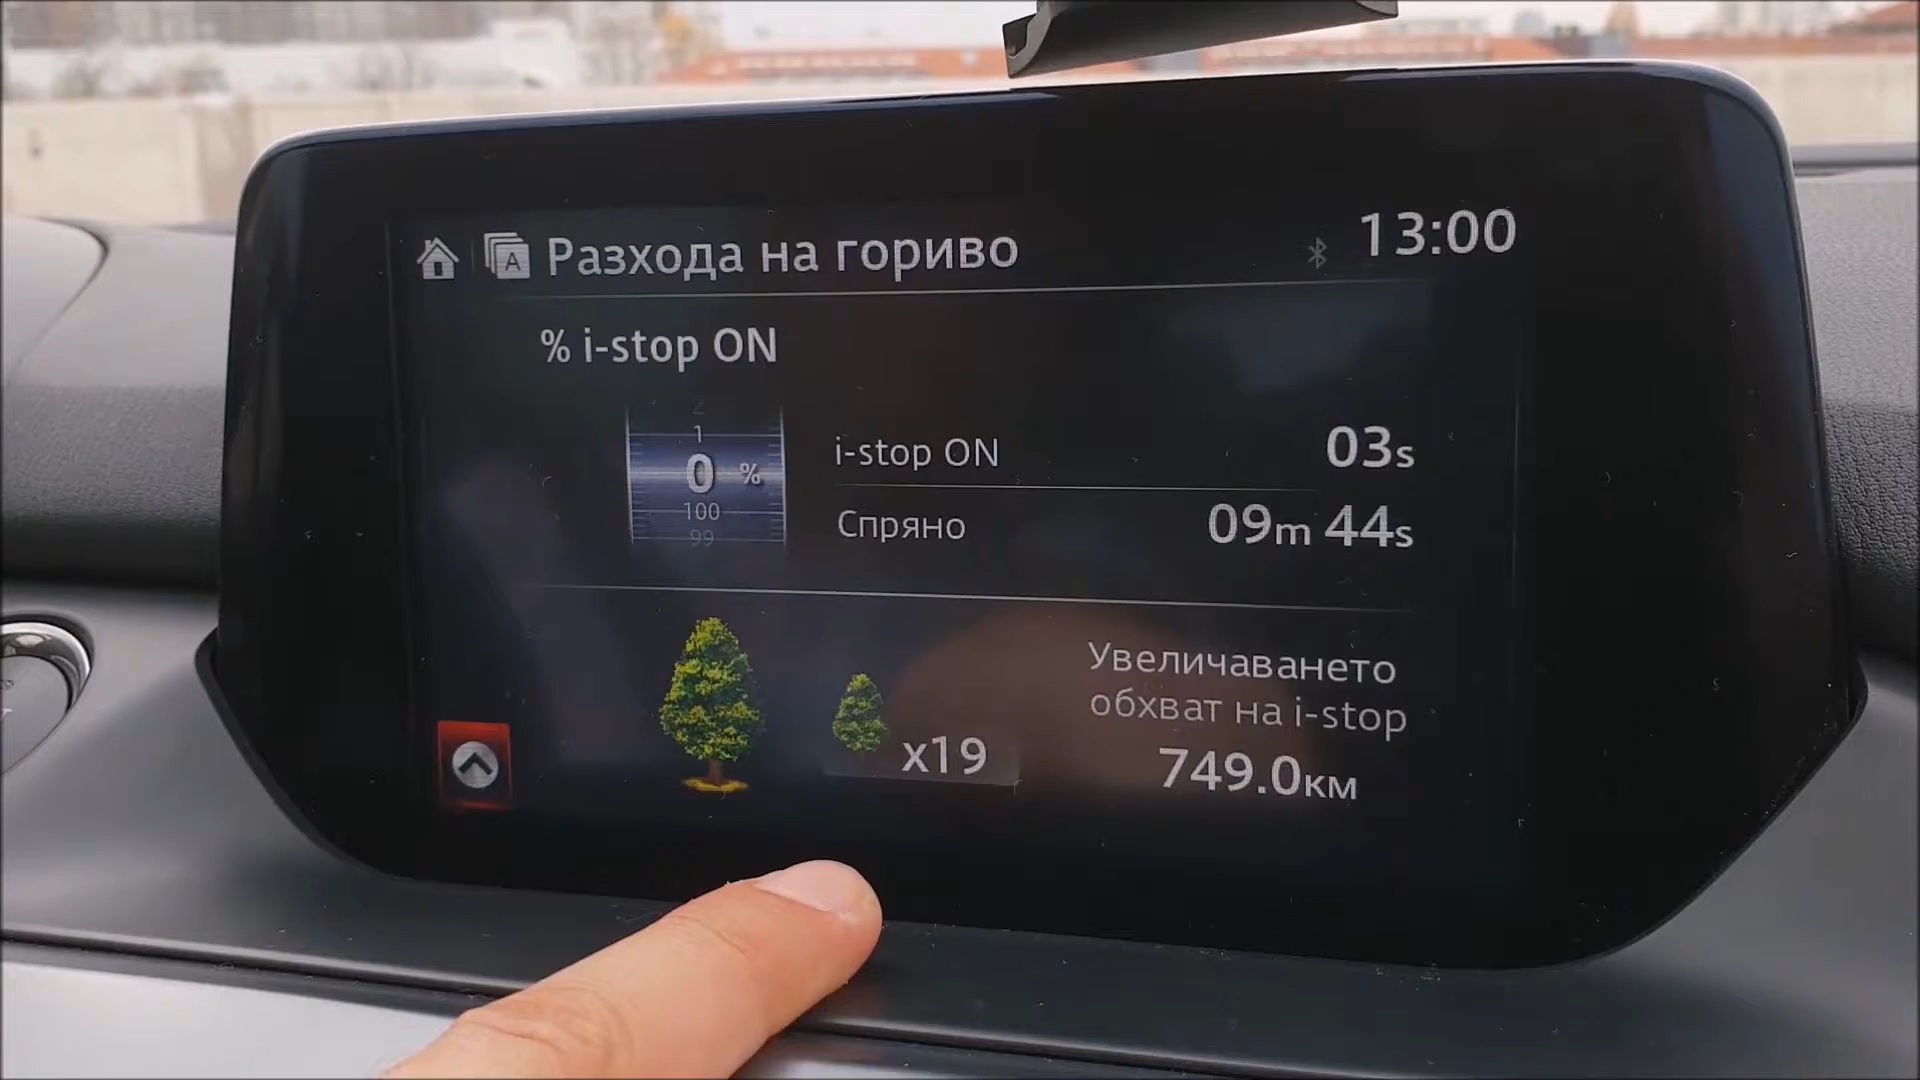 A Разхода на гориво
13:00
% i-stop ON
2
1
0 %
100
99
i-stop ON 03s
Спряно 09m 44s
x19
Увеличаването
обхват на i-stop
749.0км